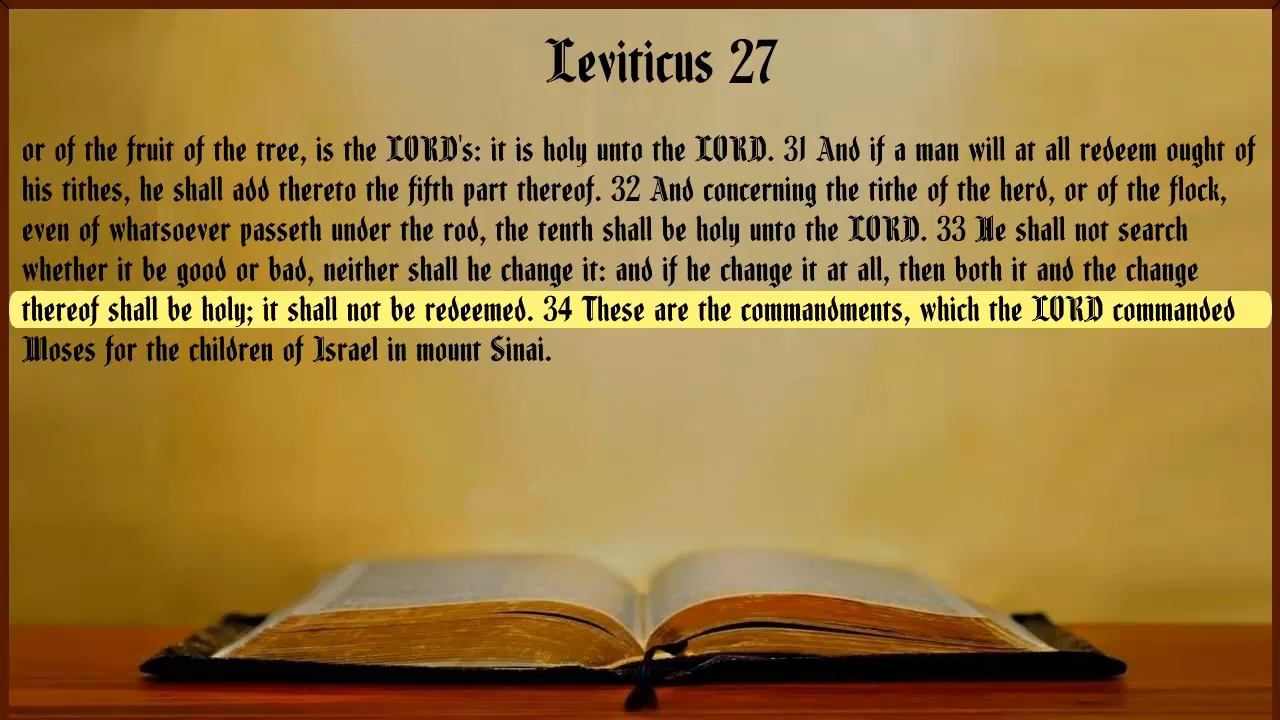 Leviticus 27
or of the fruit of the tree, is the LORD's: it is holy unto the LORD. 31 And if a man will at all redeem ought of
his tithes, he shall add thereto the fifth part thereof. 32 And concerning the tithe of the herd, or of the flock,
even of whatsoever passeth under the rod, the tenth shall be holy unto the LORD. 33 He shall not search
whether it be good or bad, neither shall he change it: and if he change it at all, then both it and the change
thereof shall be holy; it shall not be redeemed. 34 These are the commandments, which the LORD commanded
Moses for the children of Israel in mount Sinai.